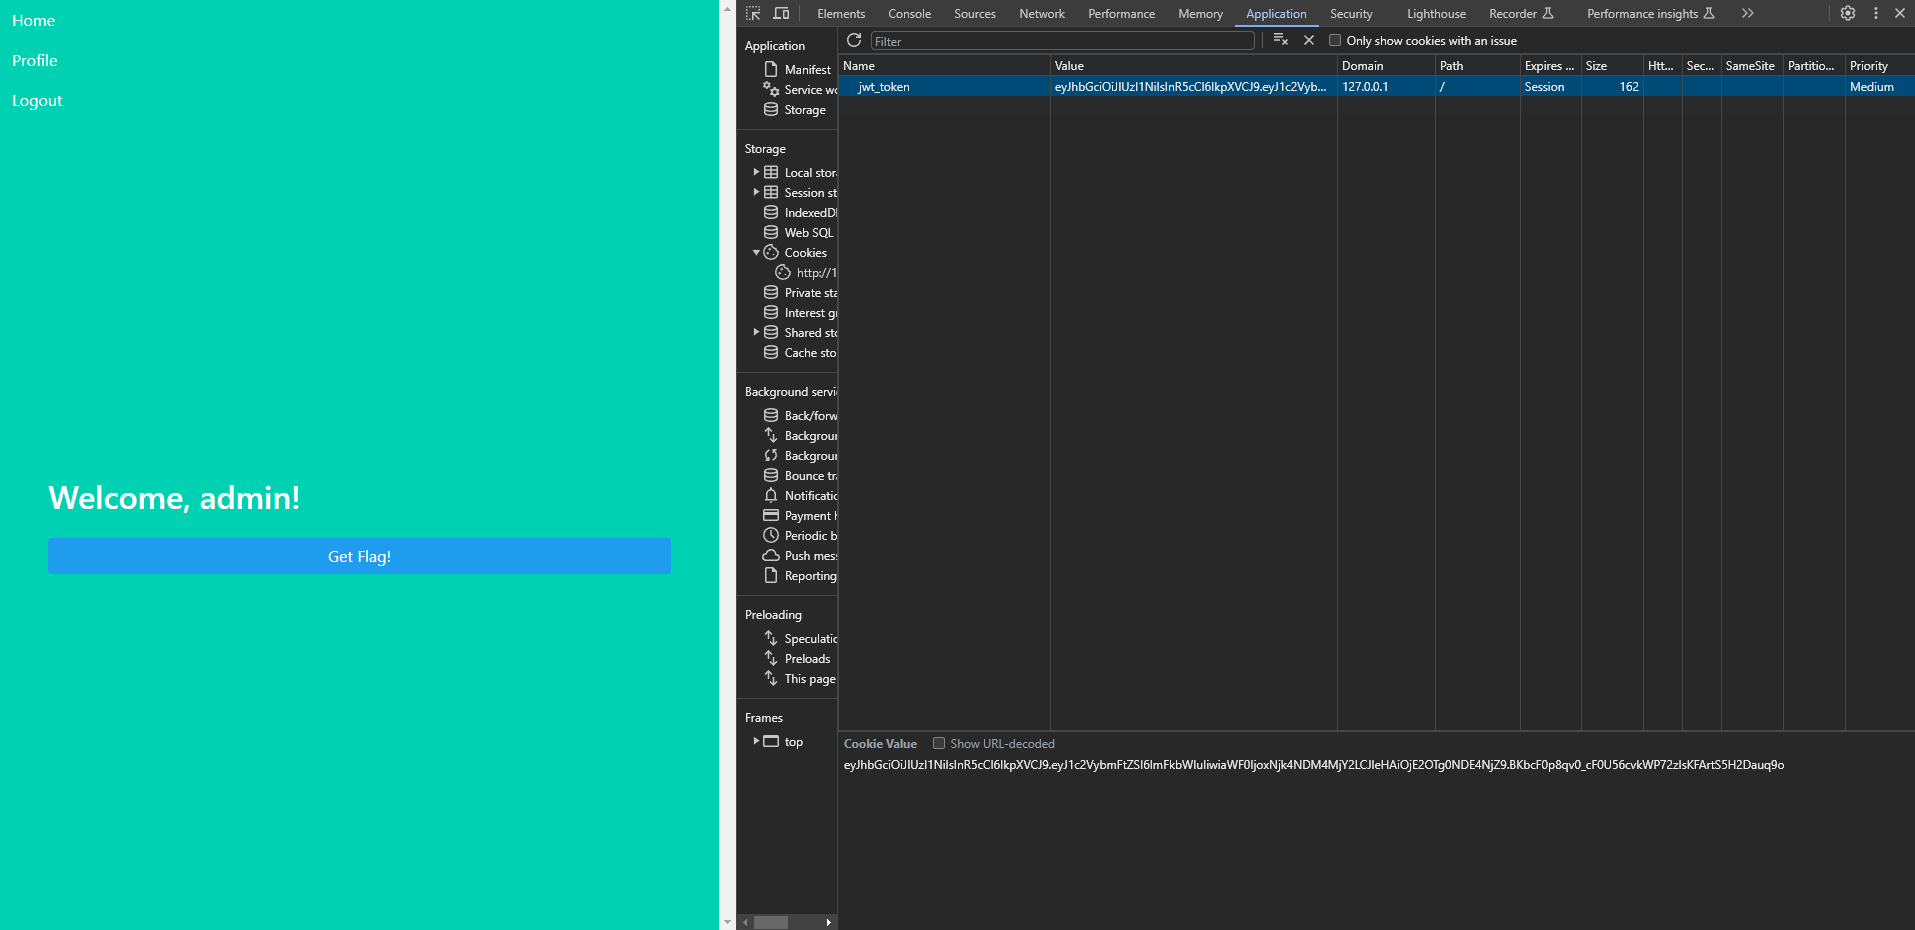 Home
Profile
Logout
Welcome, admin!
Get Flag!
Elements Console Sources Network Performance Memory Application Security Lighthouse Recorder Performance insights
Application
Manifest
Service wo
Storage
Storage
Local stor
Session st
IndexedD
Web SQL
Cookies
http://1
Private sta
Interest g
Shared sto
Cache sto
Background servi
Back/forw
Backgrou
Backgrou
Bounce tr
Notificatio
Payment h
Periodic b
Push mes
Reporting
Preloading
Speculatio
Preloads
This page
Frames
top
Filter
Only show cookies with an issue
Name Value Domain Path Expires ... Size Htt... Sec... SameSite Partitio... Priority
jwt_token eyJhbGciOiJIUzI1NiIsInR5cCI6IkpXVCJ9.eyJ1c2Vyb... 127.0.0.1 / Session 162 Medium
Cookie Value Show URL-decoded
eyJhbGciOiJIUzI1NiIsInR5cCI6IkpXVCJ9.eyJ1c2VybmFtZSI6ImFkbWluIiwiaWF0IjoxNjk4NDM4MjY2LCJleHAiOjE2OTg0NDE4NjZ9.BKbcF0p8qv0_cF0U56cvkWP72zIsKFArtS5H2Dauq9o